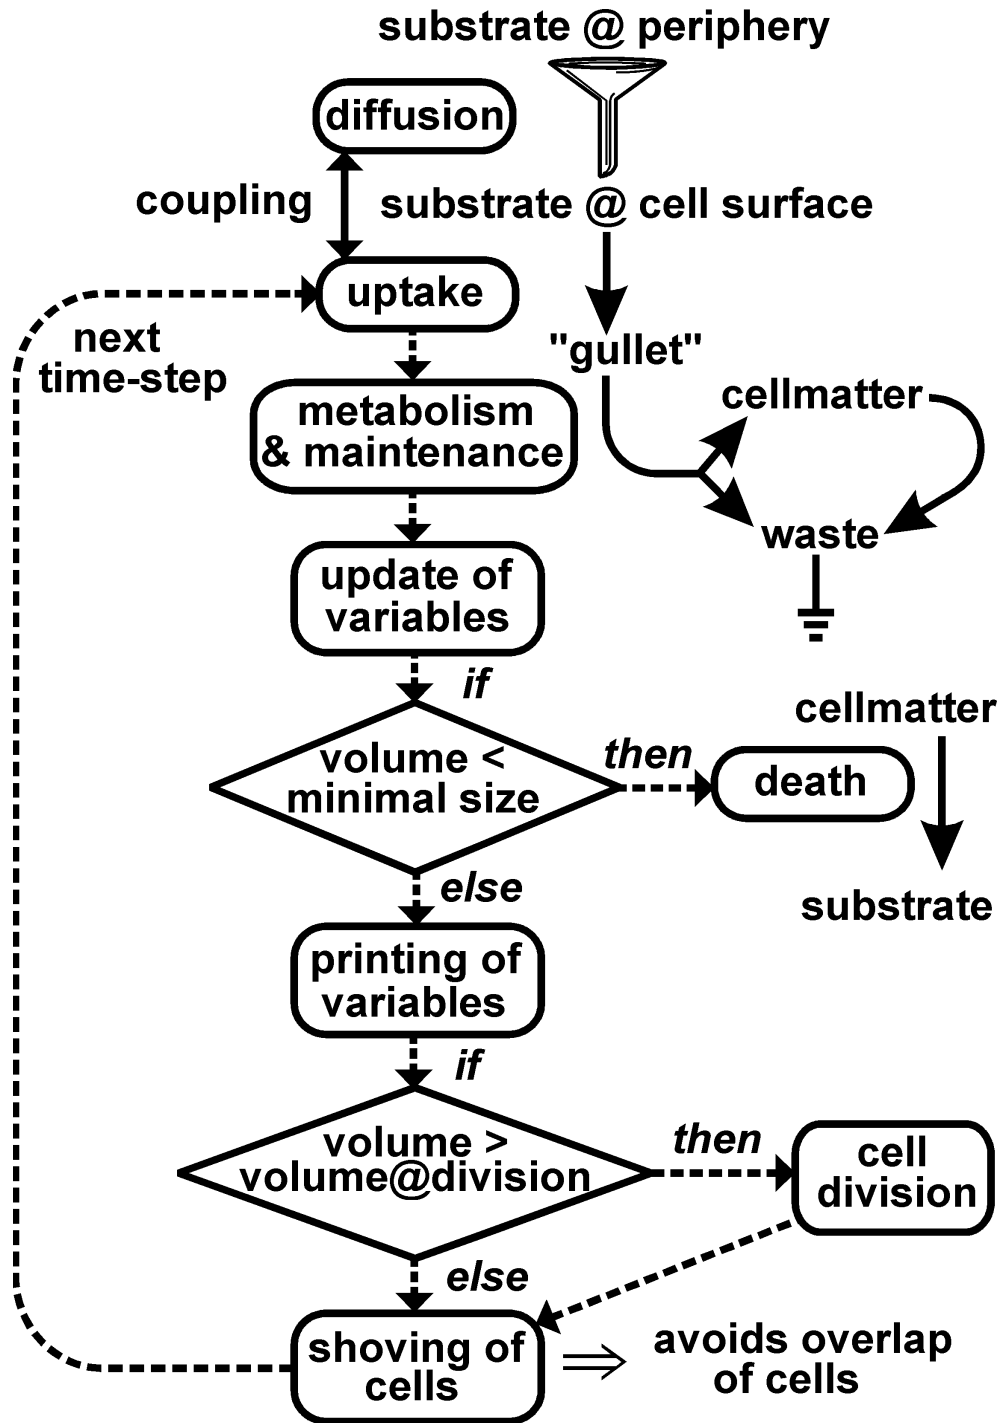 substrate @ periphery
diffusion
coupling
substrate @ cell surface
uptake
next
time-step
"gullet"
metabolism
& maintenance
cellmatter
waste
update of
variables
if
volume <
minimal size
then
death
cellmatter
substrate
else
printing of
variables
if
volume >
volume@division
then
cell
division
else
shoving of
cells
avoids overlap
of cells